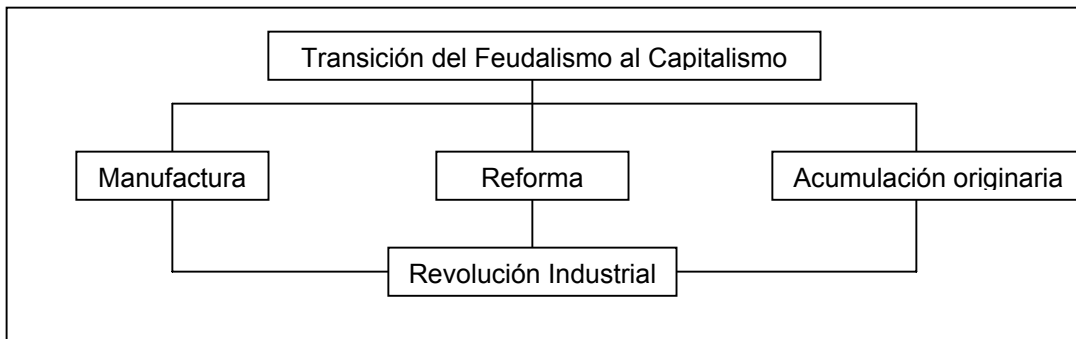 Transición del Feudalismo al Capitalismo
Manufactura
Reforma
Acumulación originaria
Revolución Industrial